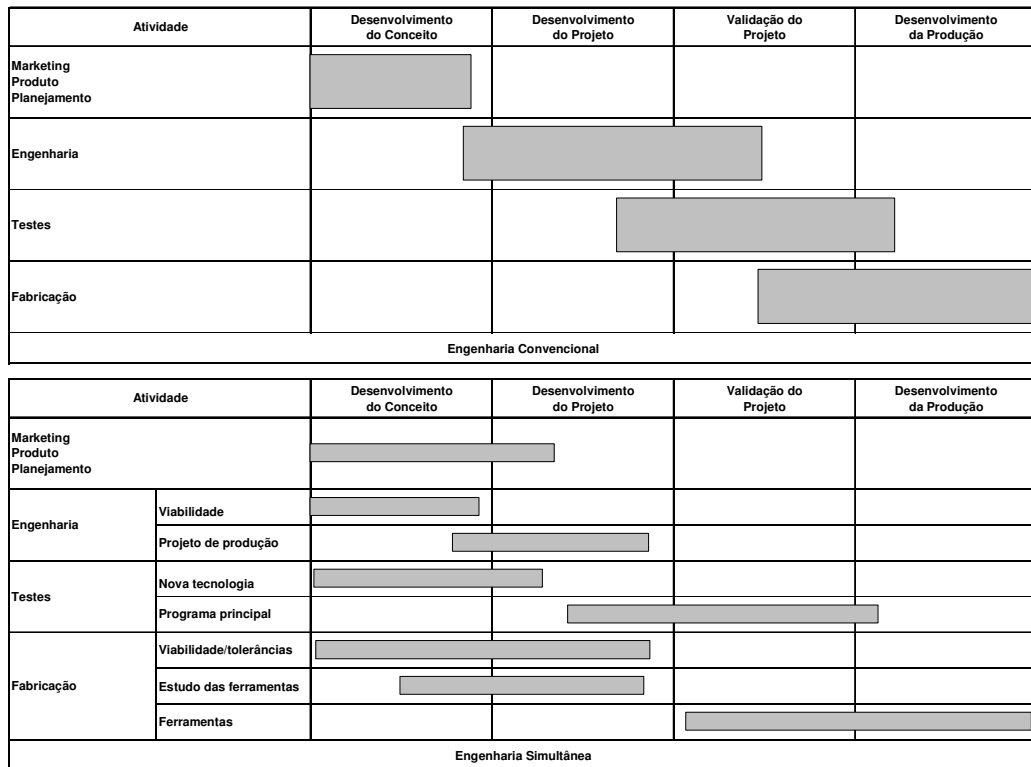 Atividade
Desenvolvimento
do Conceito
Desenvolvimento
do Projeto
Validação do
Projeto
Desenvolvimento
da Produção
Marketing
Produto
Planejamento
Engenharia
Testes
Fabricação
Engenharia Convencional
Atividade
Desenvolvimento
do Conceito
Desenvolvimento
do Projeto
Validação do
Projeto
Desenvolvimento
da Produção
Marketing
Produto
Planejamento
Engenharia
Viabilidade
Projeto de produção
Testes
Nova tecnologia
Programa principal
Fabricação
Viabilidade/tolerâncias
Estudo das ferramentas
Ferramentas
Engenharia Simultânea